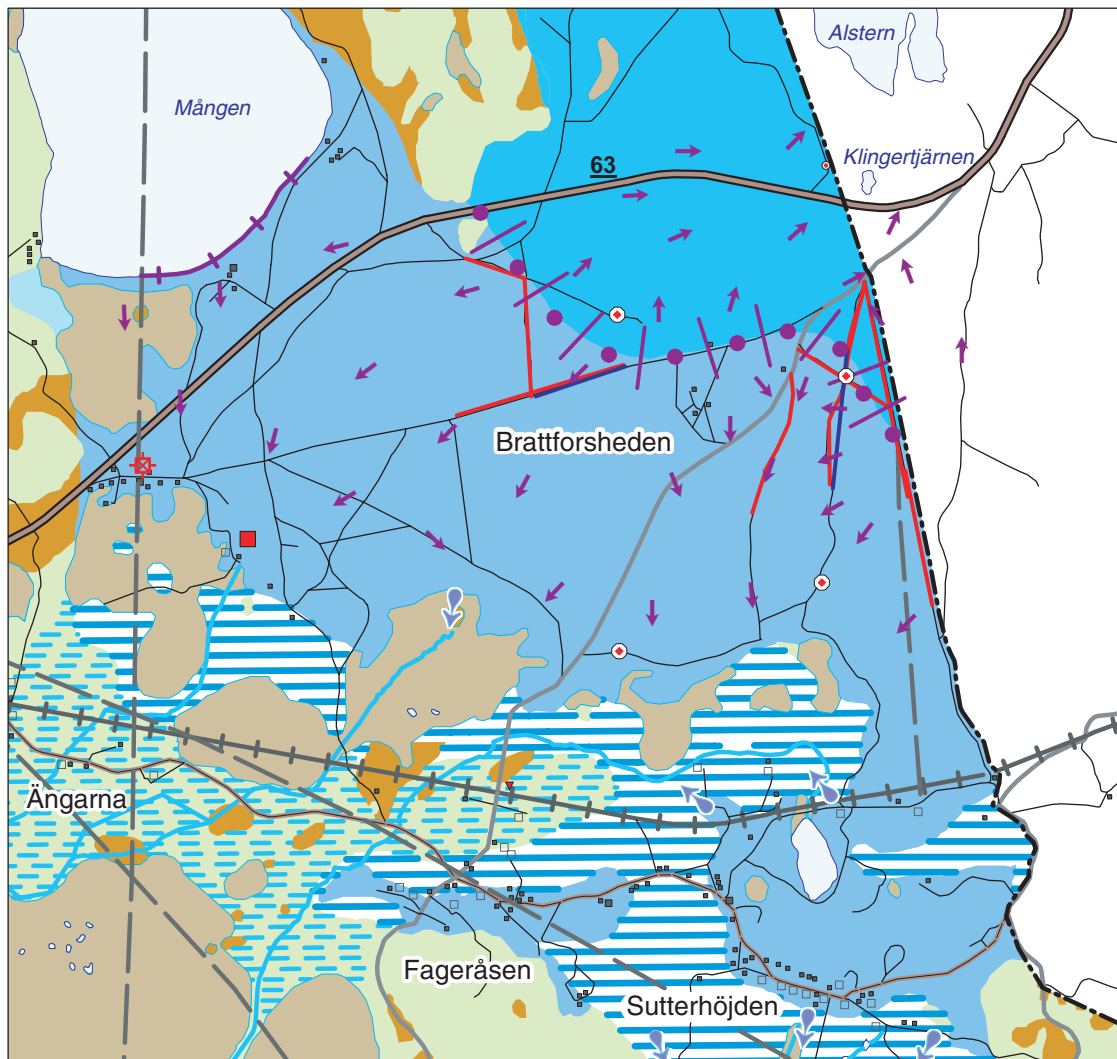 Alstern
Mången
Klingertjärnen
63
Brattforsheden
Ängarna
Fageråsen
Sutterhöjden